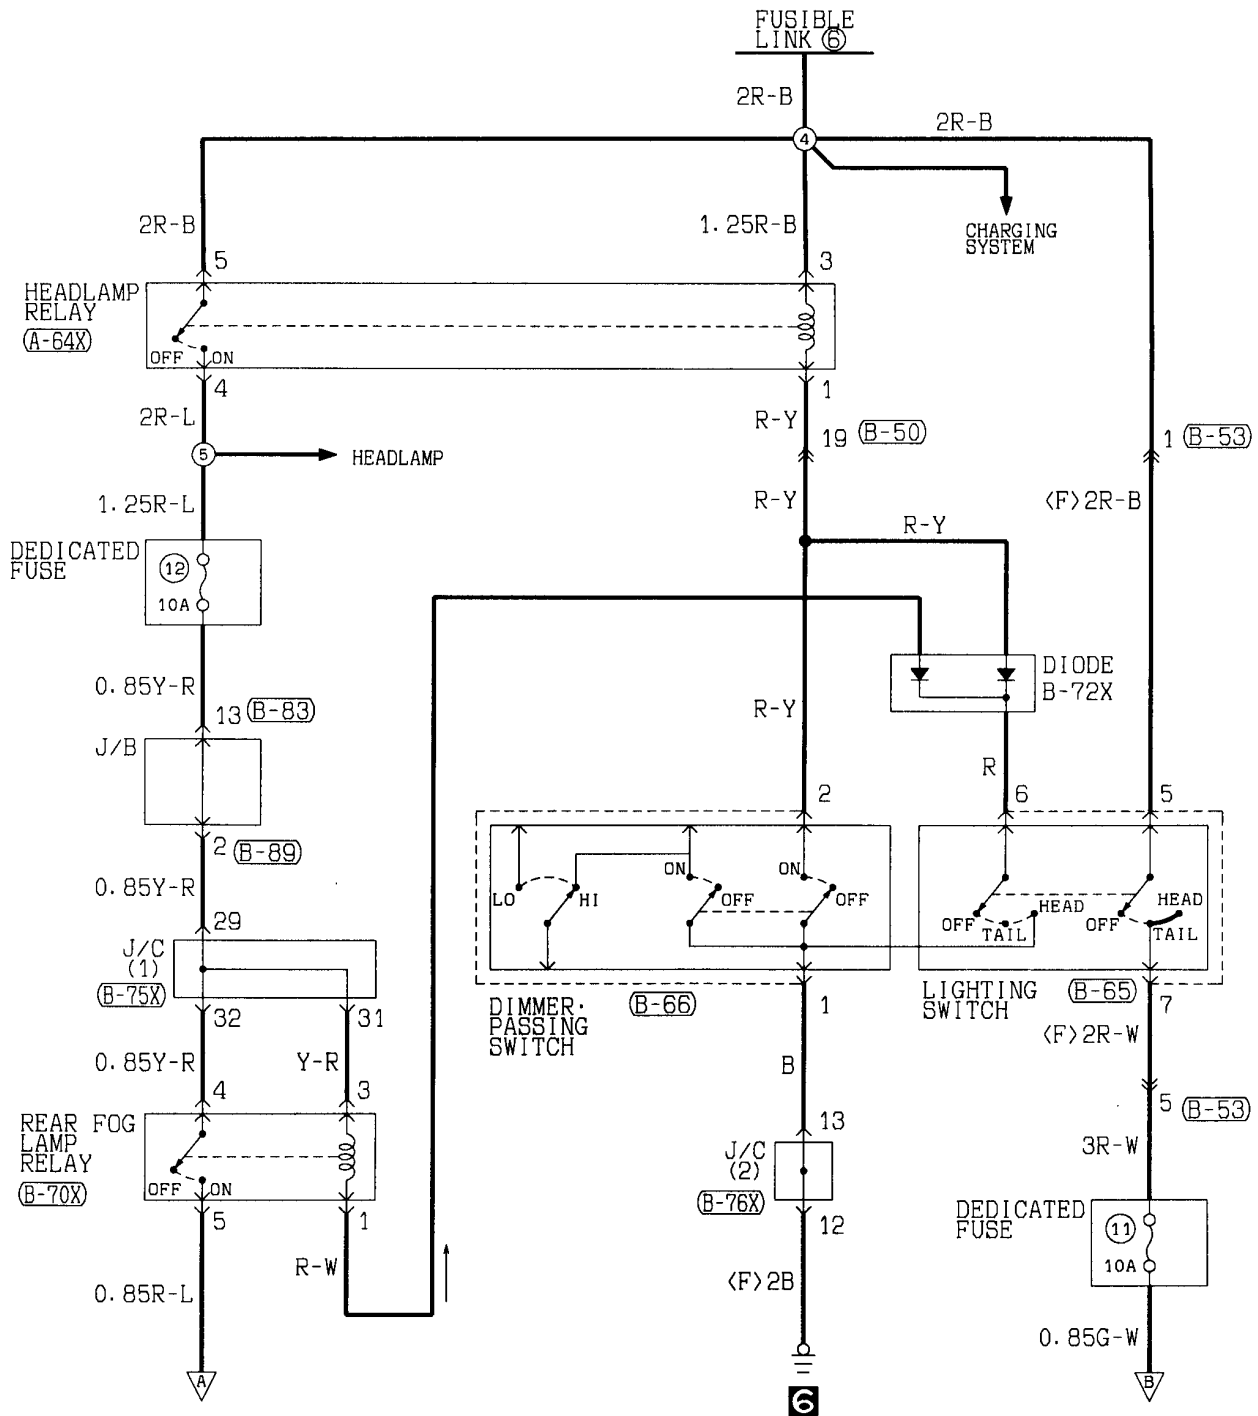 FUSIBLE
LINK ⑥
2R-B
4
2R-B
2R-B
1.25R-B
CHARGING
SYSTEM
5
3
HEADLAMP
RELAY
A-64X
OFF
ON
4
1
2R-L
R-Y
19
B-50
1
B-53
5
HEADLAMP
1.25R-L
R-Y
<F>2R-B
R-Y
DEDICATED
FUSE
12
10A
DIODE
B-72X
0.85Y-R
R-Y
13
B-83
J/B
R
2
6
5
2
B-89
0.85Y-R
LO
HI
ON
OFF
ON
OFF
OFF
TAIL
HEAD
OFF
TAIL
HEAD
29
J/C
(1)
B-75X
32
31
DIMMER·
PASSING
SWITCH
B-66
1
LIGHTING
SWITCH
B-65
7
0.85Y-R
Y-R
B
<F>2R-W
4
3
13
5
B-53
REAR FOG
LAMP
RELAY
B-70X
OFF
ON
J/C
(2)
B-76X
3R-W
5
1
12
DEDICATED
FUSE
11
10A
R-W
0.85R-L
<F>2B
0.85G-W
A
6
B